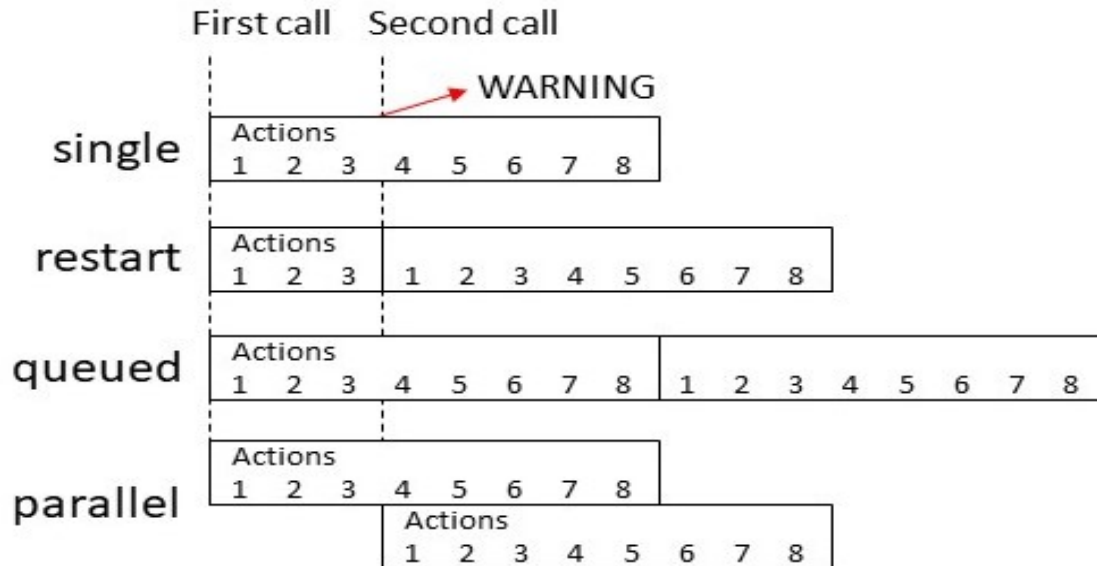 First call Second call
WARNING
single
Actions
1 2 3 4 5 6 7 8
restart
Actions
1 2 3 1 2 3 4 5 6 7 8
queued
Actions
1 2 3 4 5 6 7 8 1 2 3 4 5 6 7 8
parallel
Actions
1 2 3 4 5 6 7 8
Actions
1 2 3 4 5 6 7 8